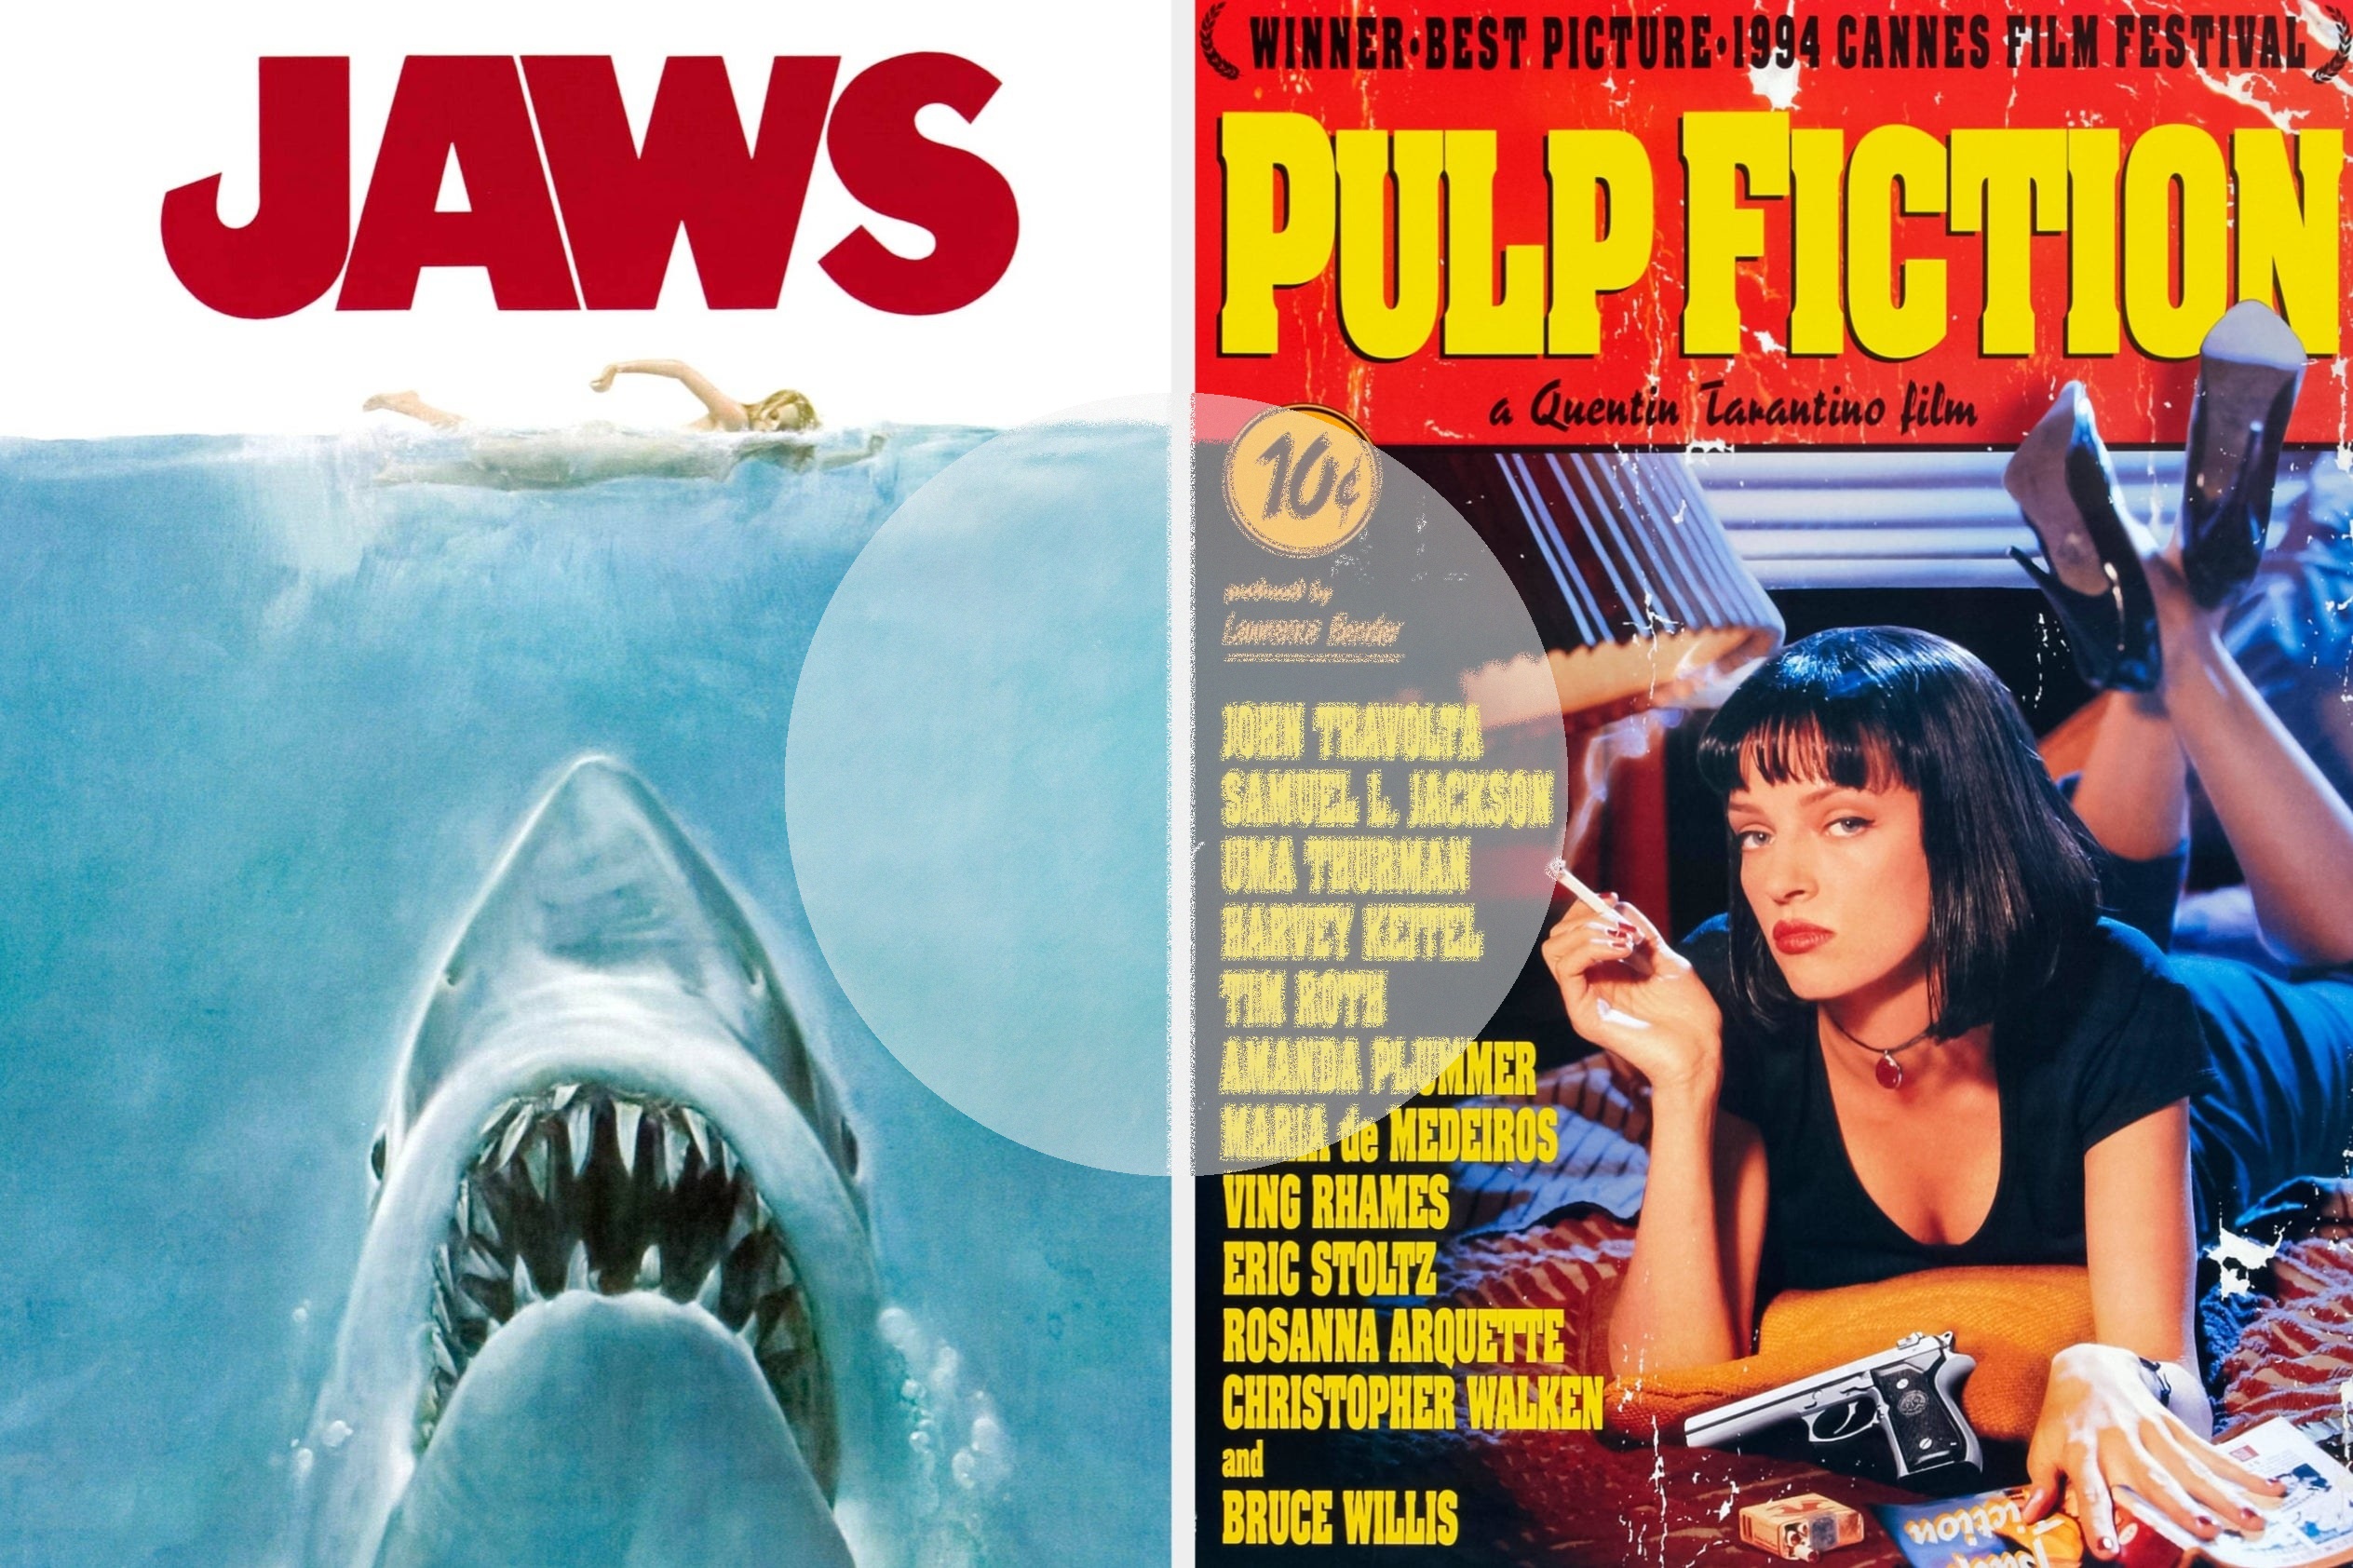 JAWS
WINNER•BEST PICTURE•1994 CANNES FILM FESTIVAL
PULP FICTION
a Quentin Tarantino film
10¢
produced by
Lawrence Bender
JOHN TRAVOLTA
SAMUEL L. JACKSON
UMA THURMAN
HARVEY KEITEL
TIM ROTH
AMANDA PLUMMER
MARIA de MEDEIROS
VING RHAMES
ERIC STOLTZ
ROSANNA ARQUETTE
CHRISTOPHER WALKEN
and
BRUCE WILLIS